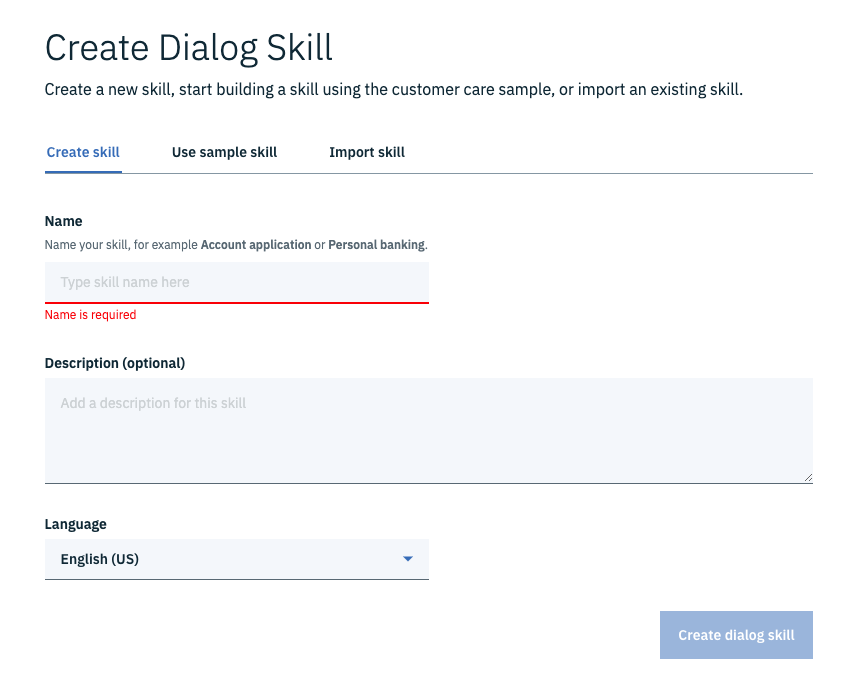 Create Dialog Skill
Create a new skill, start building a skill using the customer care sample, or import an existing skill.
Create skill Use sample skill Import skill
Name
Name your skill, for example Account application or Personal banking.
Type skill name here
Name is required
Description (optional)
Add a description for this skill
Language
English (US)
Create dialog skill